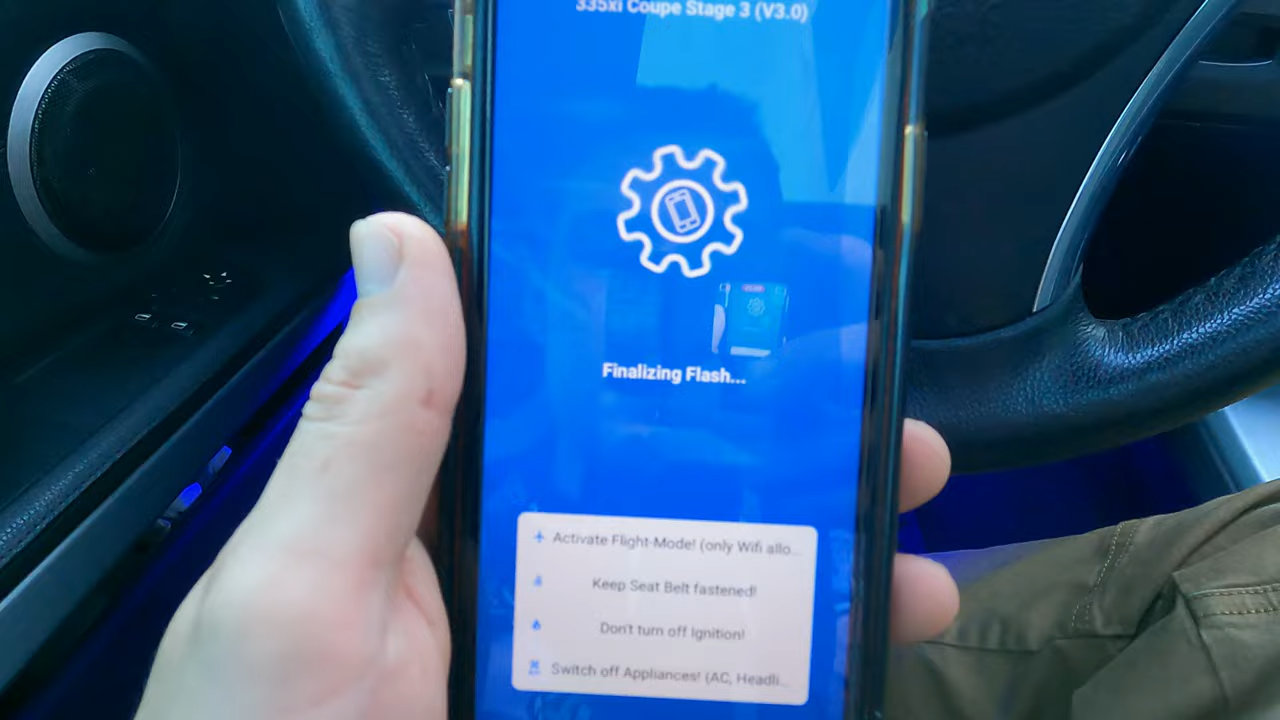 335xi Coupe Stage 3 (V3.0)
Finalizing Flash...
Activate Flight-Mode! (only Wifi allo...
Keep Seat Belt fastened!
Don't turn off Ignition!
Switch off Appliances! (AC, Headli...